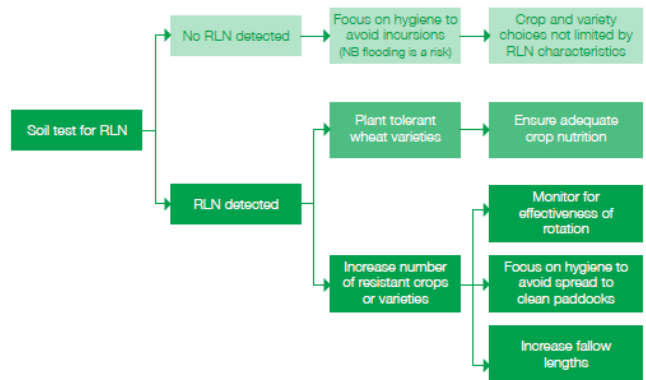 No RLN detected
Focus on hygiene to
avoid incursions
(NB flooding is a risk)
Crop and variety
choices not limited by
RLN characteristics
Soil test for RLN
Plant tolerant
wheat varieties
Ensure adequate
crop nutrition
RLN detected
Increase number
of resistant crops
or varieties
Monitor for
effectiveness of
rotation
Focus on hygiene to
avoid spread to
clean paddocks
Increase fallow
lengths